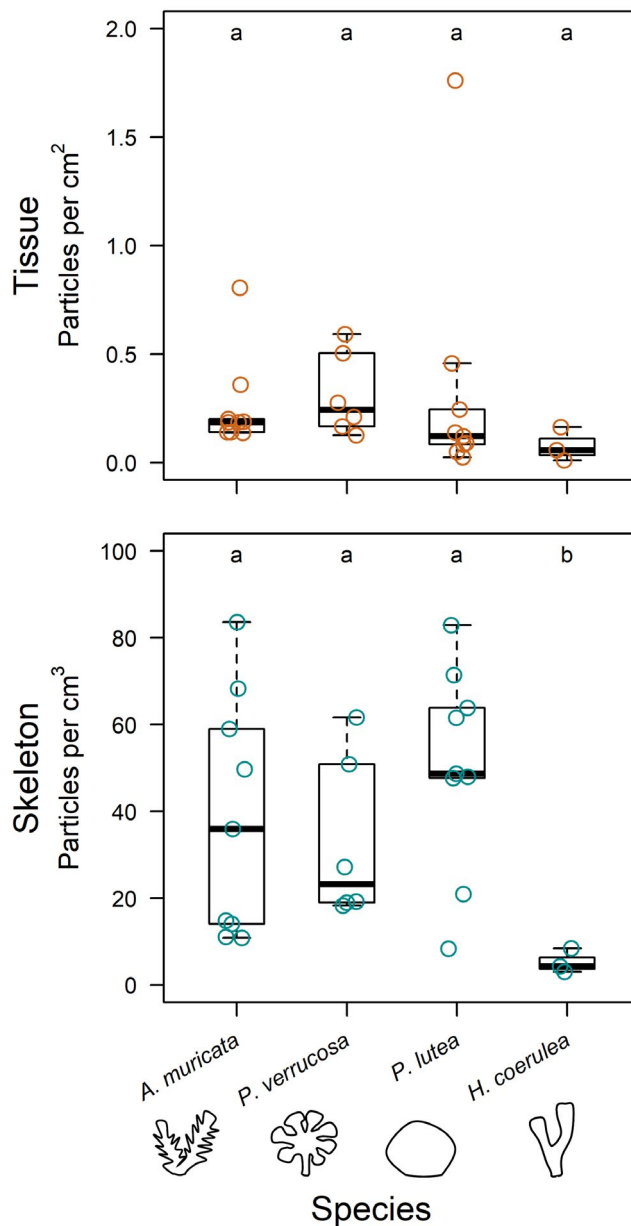 2.0
a a a a
1.5
1.0
0.5
0.0
Tissue
Particles per cm²
100
a a a b
80
60
40
20
0
Skeleton
Particles per cm³
A. muricata
P. verrucosa
P. lutea
H. coerulea
Species